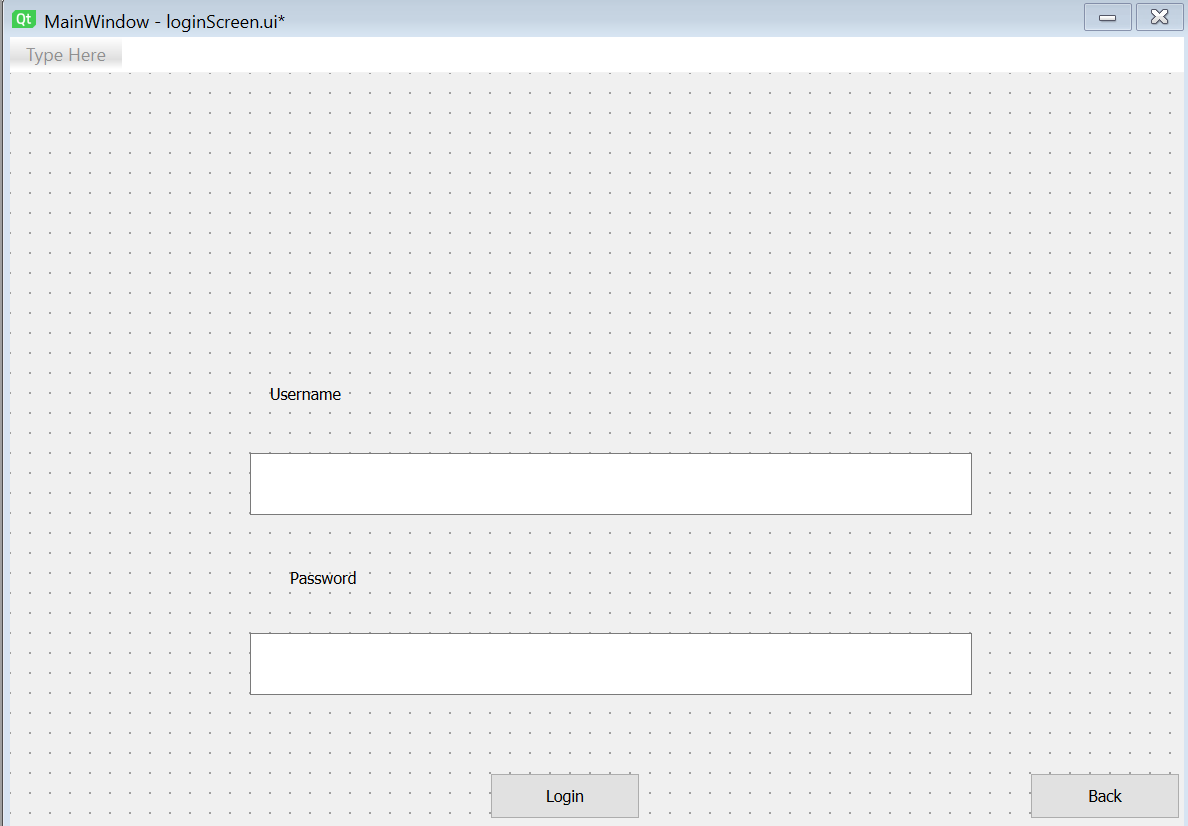 Qt MainWindow - loginScreen.ui*
Type Here
Username
Password
Login Back